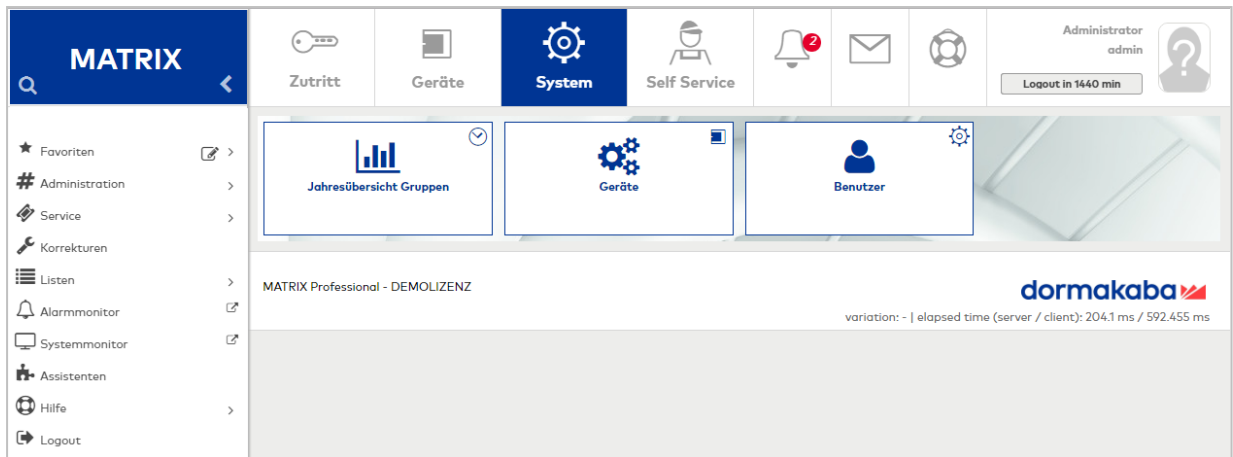 MATRIX
Zutritt
Geräte
System
Self Service
2
Administrator
admin
Logout in 1440 min
Favoriten
Administration
Service
Korrekturen
Listen
Alarmmonitor
Systemmonitor
Assistenten
Hilfe
Logout
Jahresübersicht Gruppen
Geräte
Benutzer
MATRIX Professional - DEMOLIZENZ
dormakaba
variation: - | elapsed time (server / client): 204.1 ms / 592.455 ms